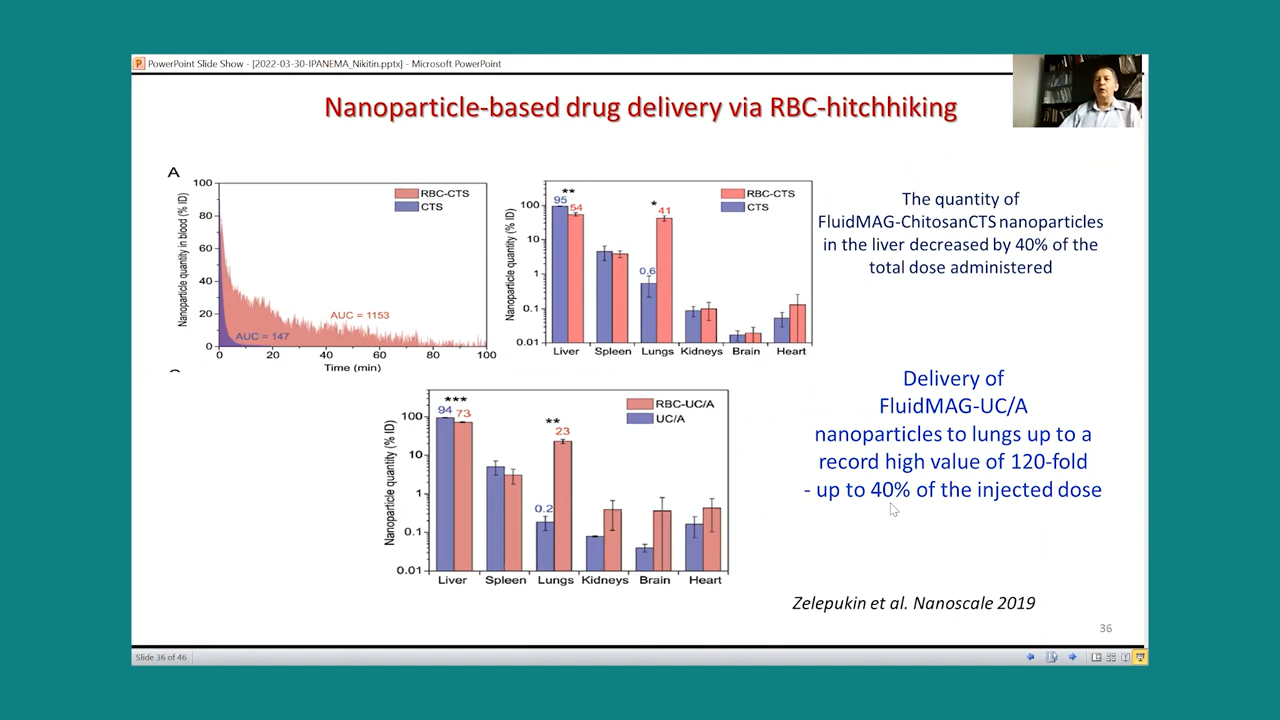 PowerPoint Slide Show - [2022-03-30-IPANEMA_Nikitin.pptx] - Microsoft PowerPoint
Nanoparticle-based drug delivery via RBC-hitchhiking
A
Nanoparticle quantity in blood (% ID)
100
80
60
40
20
0
RBC-CTS
CTS
AUC = 1153
AUC = 147
0 20 40 60 80 100
Time (min)
Nanoparticle quantity (% ID)
100
10
1
0.1
0.01
RBC-CTS
CTS
**
95
54
*
41
0.6
Liver Spleen Lungs Kidneys Brain Heart
The quantity of
FluidMAG-ChitosanCTS nanoparticles
in the liver decreased by 40% of the
total dose administered
Nanoparticle quantity (% ID)
100
10
1
0.1
0.01
RBC-UC/A
UC/A
***
94 73
**
23
0.2
Liver Spleen Lungs Kidneys Brain Heart
Delivery of
FluidMAG-UC/A
nanoparticles to lungs up to a
record high value of 120-fold
- up to 40% of the injected dose
Zelepukin et al. Nanoscale 2019
36
Slide 36 of 46